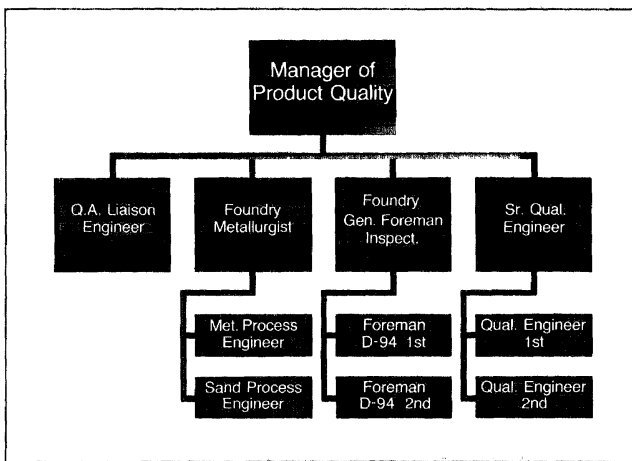 Manager of
Product Quality
Q.A. Liaison
Engineer
Foundry
Metallurgist
Foundry
Gen. Foreman
Inspect.
Sr. Qual.
Engineer
Met. Process
Engineer
Sand Process
Engineer
Foreman
D-94 1st
Foreman
D-94 2nd
Qual. Engineer
1st
Qual. Engineer
2nd